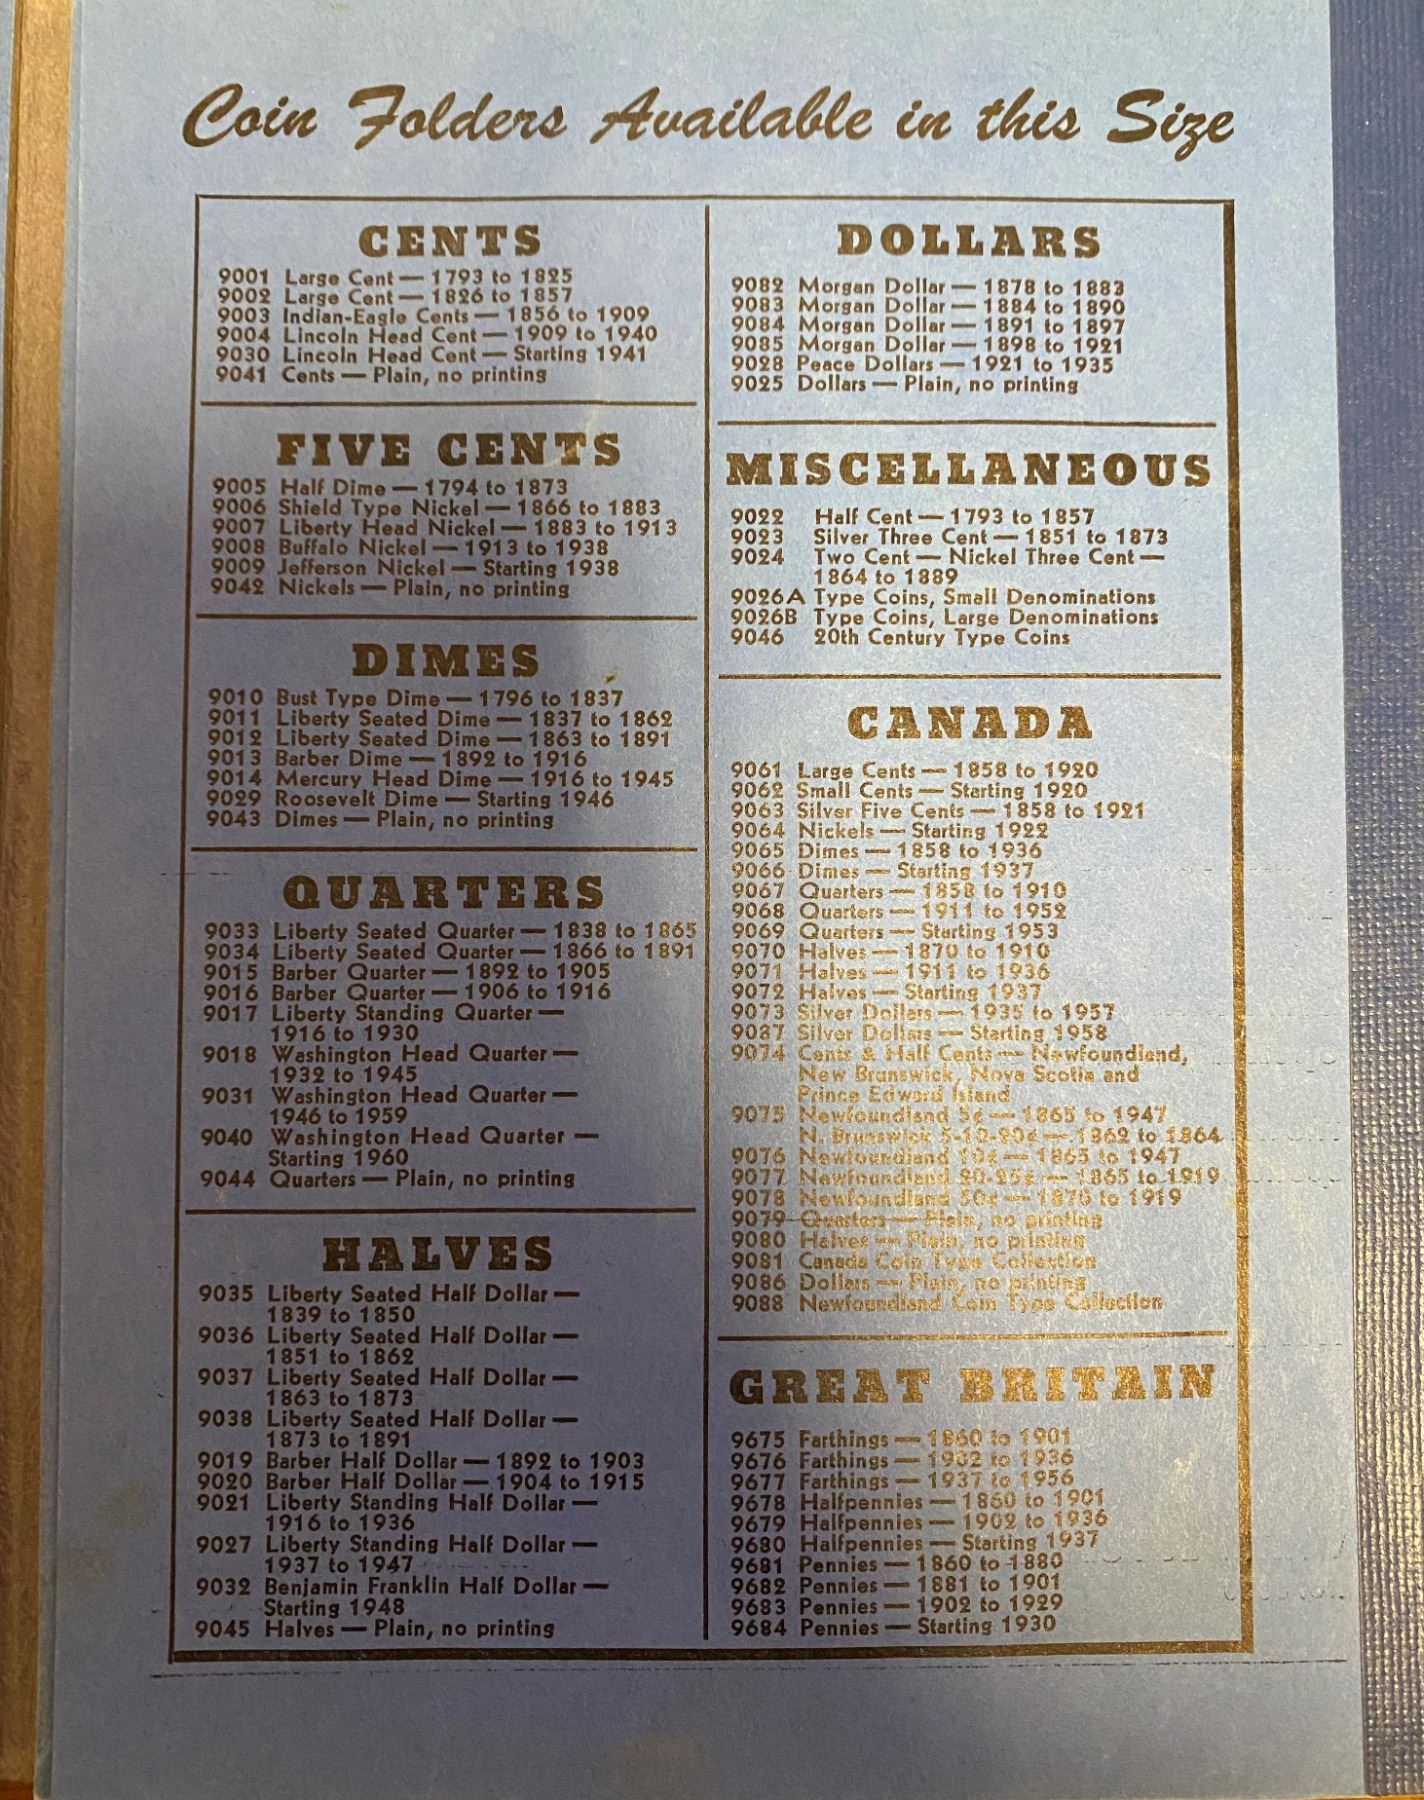 Coin Folders Available in this Size
CENTS
9001 Large Cent — 1793 to 1825
9002 Large Cent — 1826 to 1857
9003 Indian-Eagle Cents — 1856 to 1909
9004 Lincoln Head Cent — 1909 to 1940
9030 Lincoln Head Cent — Starting 1941
9041 Cents — Plain, no printing
FIVE CENTS
9005 Half Dime — 1794 to 1873
9006 Shield Type Nickel — 1866 to 1883
9007 Liberty Head Nickel — 1883 to 1913
9008 Buffalo Nickel — 1913 to 1938
9009 Jefferson Nickel — Starting 1938
9042 Nickels — Plain, no printing
DIMES
9010 Bust Type Dime — 1796 to 1837
9011 Liberty Seated Dime — 1837 to 1862
9012 Liberty Seated Dime — 1863 to 1891
9013 Barber Dime — 1892 to 1916
9014 Mercury Head Dime — 1916 to 1945
9029 Roosevelt Dime — Starting 1946
9043 Dimes — Plain, no printing
QUARTERS
9033 Liberty Seated Quarter — 1838 to 1865
9034 Liberty Seated Quarter — 1866 to 1891
9015 Barber Quarter — 1892 to 1905
9016 Barber Quarter — 1906 to 1916
9017 Liberty Standing Quarter —
1916 to 1930
9018 Washington Head Quarter —
1932 to 1945
9031 Washington Head Quarter —
1946 to 1959
9040 Washington Head Quarter —
Starting 1960
9044 Quarters — Plain, no printing
HALVES
9035 Liberty Seated Half Dollar —
1839 to 1850
9036 Liberty Seated Half Dollar —
1851 to 1862
9037 Liberty Seated Half Dollar —
1863 to 1873
9038 Liberty Seated Half Dollar —
1873 to 1891
9019 Barber Half Dollar — 1892 to 1903
9020 Barber Half Dollar — 1904 to 1915
9021 Liberty Standing Half Dollar —
1916 to 1936
9027 Liberty Standing Half Dollar —
1937 to 1947
9032 Benjamin Franklin Half Dollar —
Starting 1948
9045 Halves — Plain, no printing
DOLLARS
9082 Morgan Dollar — 1878 to 1883
9083 Morgan Dollar — 1884 to 1890
9084 Morgan Dollar — 1891 to 1897
9085 Morgan Dollar — 1898 to 1921
9028 Peace Dollars — 1921 to 1935
9025 Dollars — Plain, no printing
MISCELLANEOUS
9022 Half Cent — 1793 to 1857
9023 Silver Three Cent — 1851 to 1873
9024 Two Cent — Nickel Three Cent —
1864 to 1889
9026A Type Coins, Small Denominations
9026B Type Coins, Large Denominations
9046 20th Century Type Coins
CANADA
9061 Large Cents — 1858 to 1920
9062 Small Cents — Starting 1920
9063 Silver Five Cents — 1858 to 1921
9064 Nickels — Starting 1922
9065 Dimes — 1858 to 1936
9066 Dimes — Starting 1937
9067 Quarters — 1858 to 1910
9068 Quarters — 1911 to 1952
9069 Quarters — Starting 1953
9070 Halves — 1870 to 1910
9071 Halves — 1911 to 1936
9072 Halves — Starting 1937
9073 Silver Dollars — 1935 to 1957
9087 Silver Dollars — Starting 1958
9074 Cents & Half Cents — Newfoundland,
New Brunswick, Nova Scotia and
Prince Edward Island
9075 Newfoundland 5¢ — 1865 to 1947
N. Brunswick 5-10-20¢ — 1862 to 1864
9076 Newfoundland 10¢ — 1865 to 1947
9077 Newfoundland 20-25¢ — 1865 to 1919
9078 Newfoundland 50¢ — 1870 to 1919
9079 Quarters — Plain, no printing
9080 Halves — Plain, no printing
9081 Canada Coin Type Collection
9086 Dollars — Plain, no printing
9088 Newfoundland Coin Type Collection
GREAT BRITAIN
9675 Farthings — 1860 to 1901
9676 Farthings — 1902 to 1936
9677 Farthings — 1937 to 1956
9678 Halfpennies — 1860 to 1901
9679 Halfpennies — 1902 to 1936
9680 Halfpennies — Starting 1937
9681 Pennies — 1860 to 1880
9682 Pennies — 1881 to 1901
9683 Pennies — 1902 to 1929
9684 Pennies — Starting 1930